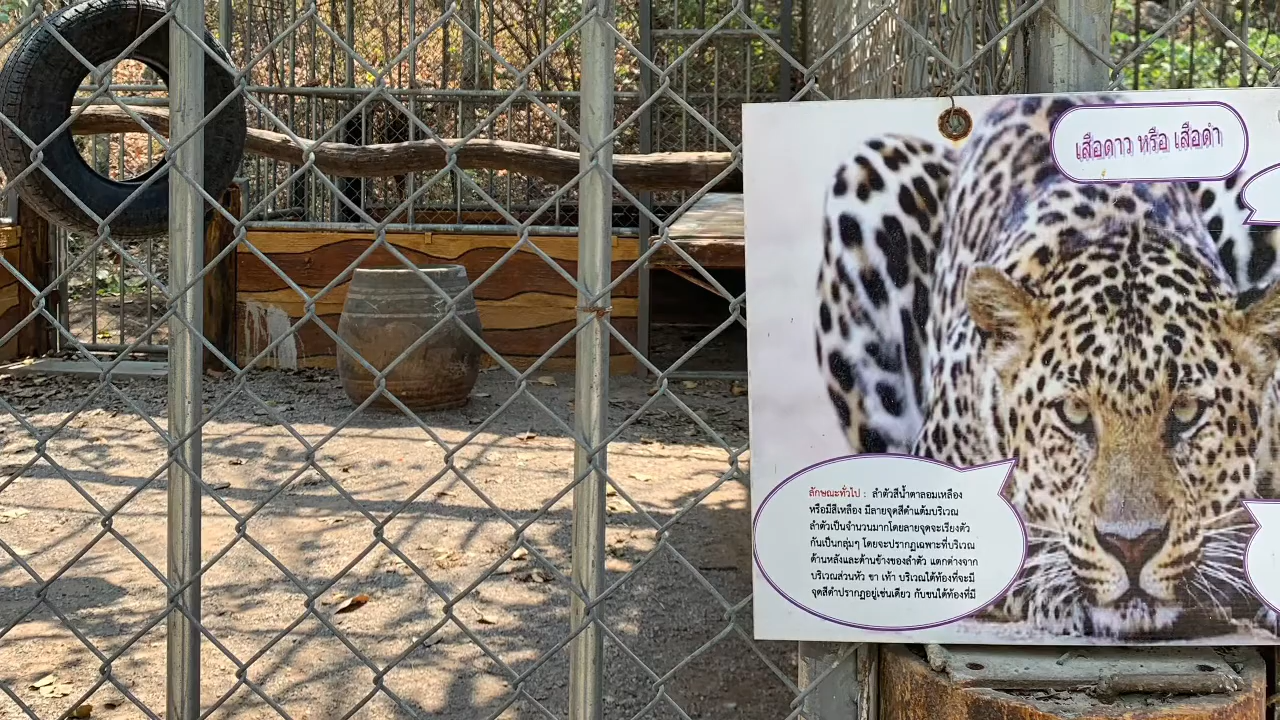 เสือดาว หรือ เสือดำ
ลักษณะทั่วไป : ลำตัวสีน้ำตาลอมเหลือง
หรือมีสีเหลือง มีลายจุดสีดำแต้มบริเวณ
ลำตัวเป็นจำนวนมากโดยลายจุดจะเรียงตัว
กันเป็นกลุ่มๆ โดยจะปรากฏเฉพาะที่บริเวณ
ด้านหลังและด้านข้างของลำตัว แตกต่างจาก
บริเวณส่วนหัว ขา เท้า บริเวณใต้ท้องที่จะมี
จุดสีดำปรากฏอยู่เช่นเดียว กับขนใต้ท้องที่มี